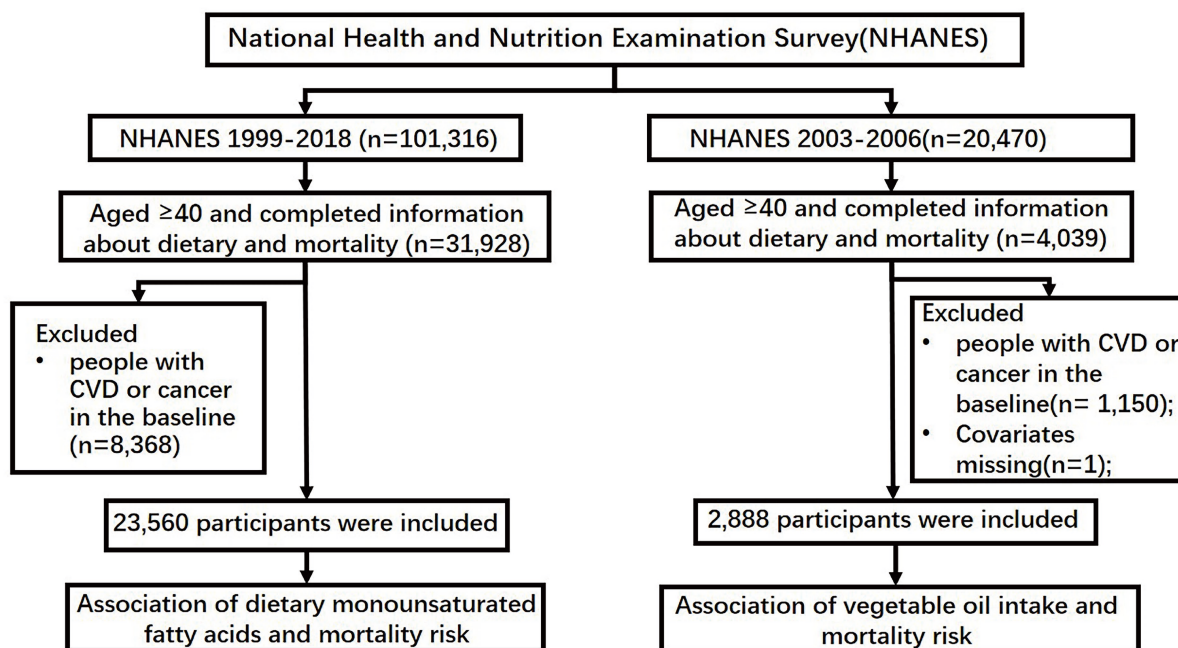 National Health and Nutrition Examination Survey(NHANES)
NHANES 1999-2018 (n=101,316)
NHANES 2003-2006(n=20,470)
Aged ≥40 and completed information
about dietary and mortality (n=31,928)
Aged ≥40 and completed information
about dietary and mortality (n=4,039)
Excluded
• people with
CVD or cancer
in the baseline
(n=8,368)
Excluded
• people with CVD or
cancer in the
baseline(n= 1,150);
• Covariates
missing(n=1);
23,560 participants were included
2,888 participants were included
Association of dietary monounsaturated
fatty acids and mortality risk
Association of vegetable oil intake and
mortality risk